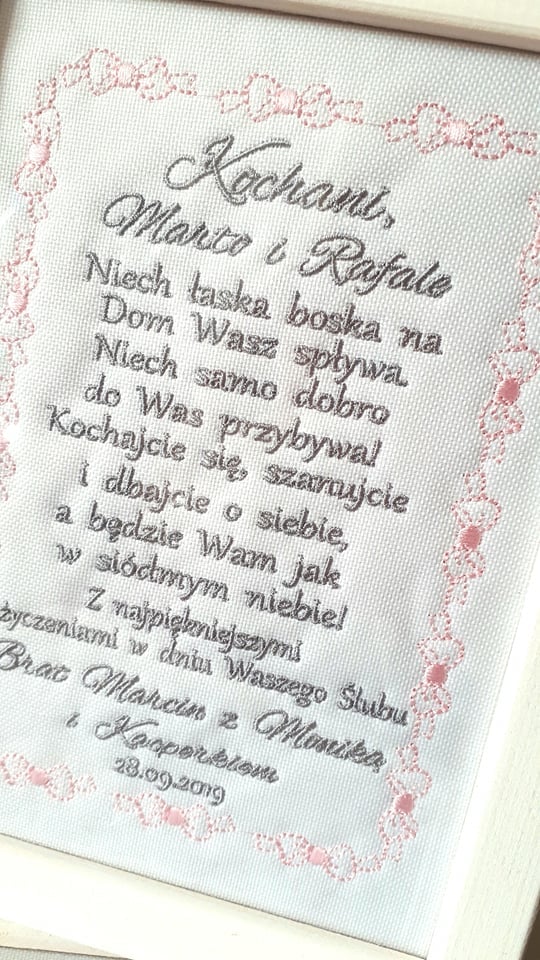 Kochani,
Marto i Rafale
Niech łaska boska na
Dom Wasz spływa.
Niech samo dobro
do Was przybywa!
Kochajcie się, szanujcie
i dbajcie o siebie,
a będzie Wam jak
w siódmym niebie!
Z najpiękniejszymi
życzeniami w dniu Waszego Ślubu
Brat Marcin z Moniką
i Kacperkiem
28.09.2019